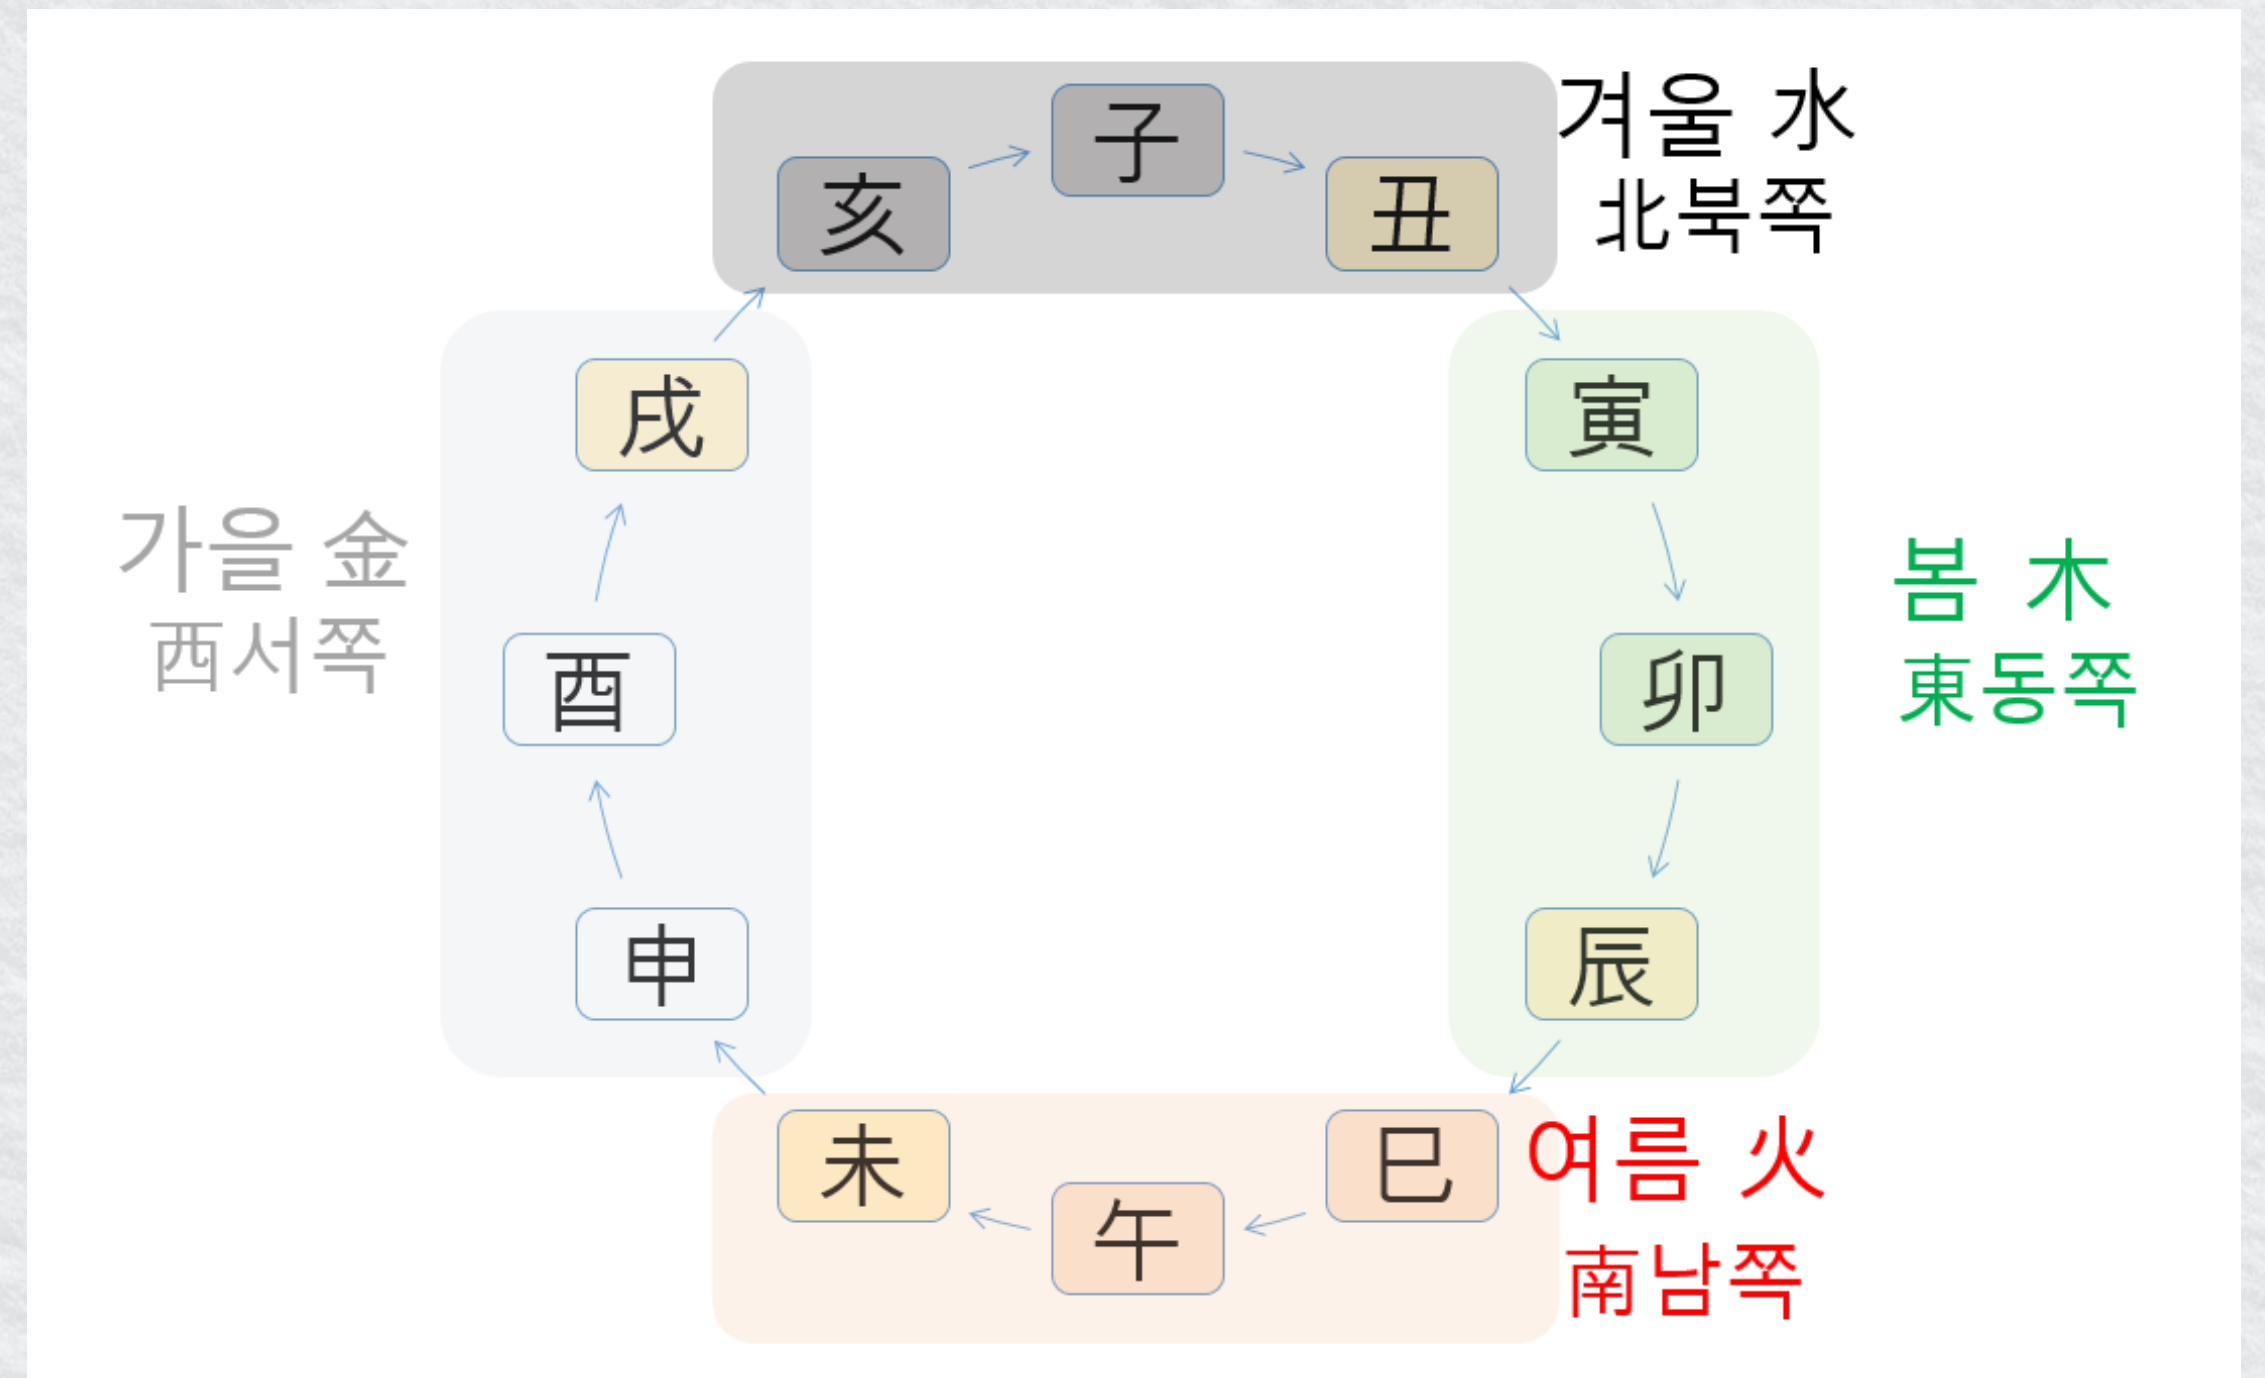 子
겨울 水
亥
丑
北북쪽
戌
寅
가을 金
봄 木
西서쪽
酉
卯
東동쪽
申
辰
未
巳
여름 火
午
南남쪽